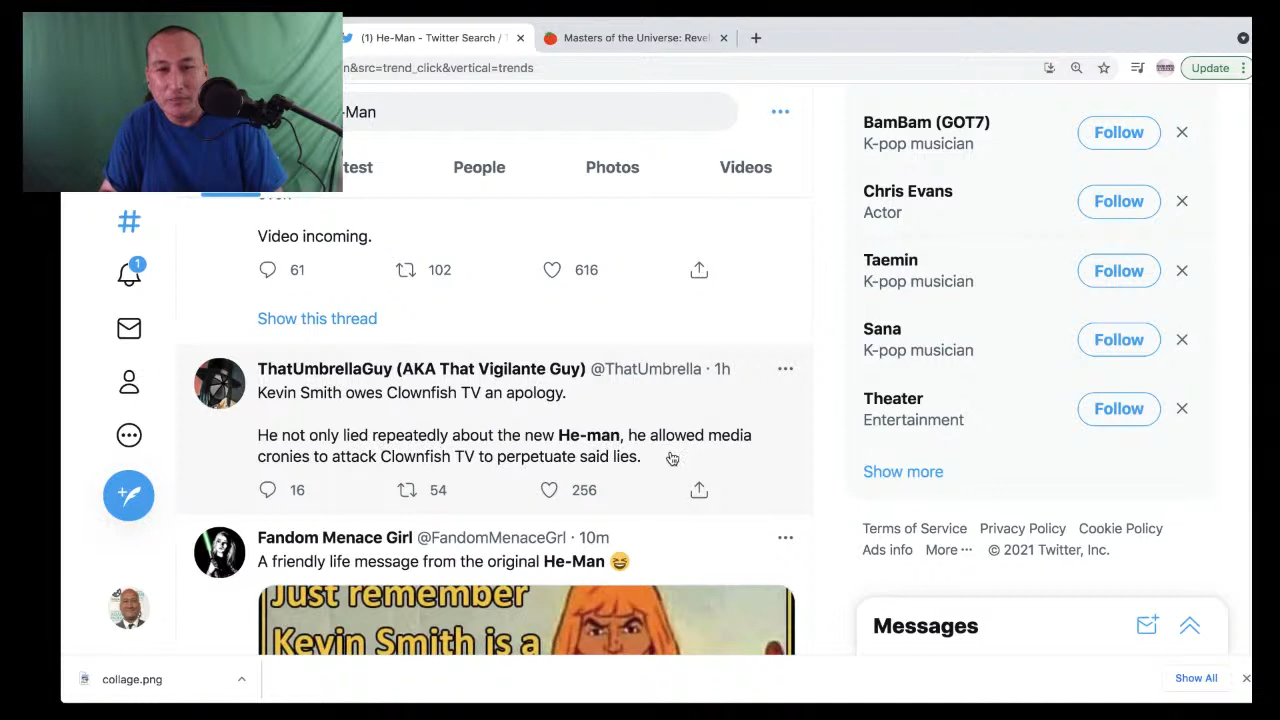 (1) He-Man - Twitter Search / T
Masters of the Universe: Revel
n&src=trend_click&vertical=trends
Update
-Man
test
People
Photos
Videos
Video incoming.
61
102
616
Show this thread
ThatUmbrellaGuy (AKA That Vigilante Guy) @ThatUmbrella · 1h
Kevin Smith owes Clownfish TV an apology.
He not only lied repeatedly about the new He-man, he allowed media
cronies to attack Clownfish TV to perpetuate said lies.
16
54
256
Fandom Menace Girl @FandomMenaceGrl · 10m
A friendly life message from the original He-Man
Just remember
Kevin Smith is a
1
BamBam (GOT7)
K-pop musician
Follow
Chris Evans
Actor
Follow
Taemin
K-pop musician
Follow
Sana
K-pop musician
Follow
Theater
Entertainment
Follow
Show more
Terms of Service Privacy Policy Cookie Policy
Ads info More ··· © 2021 Twitter, Inc.
Messages
collage.png
Show All